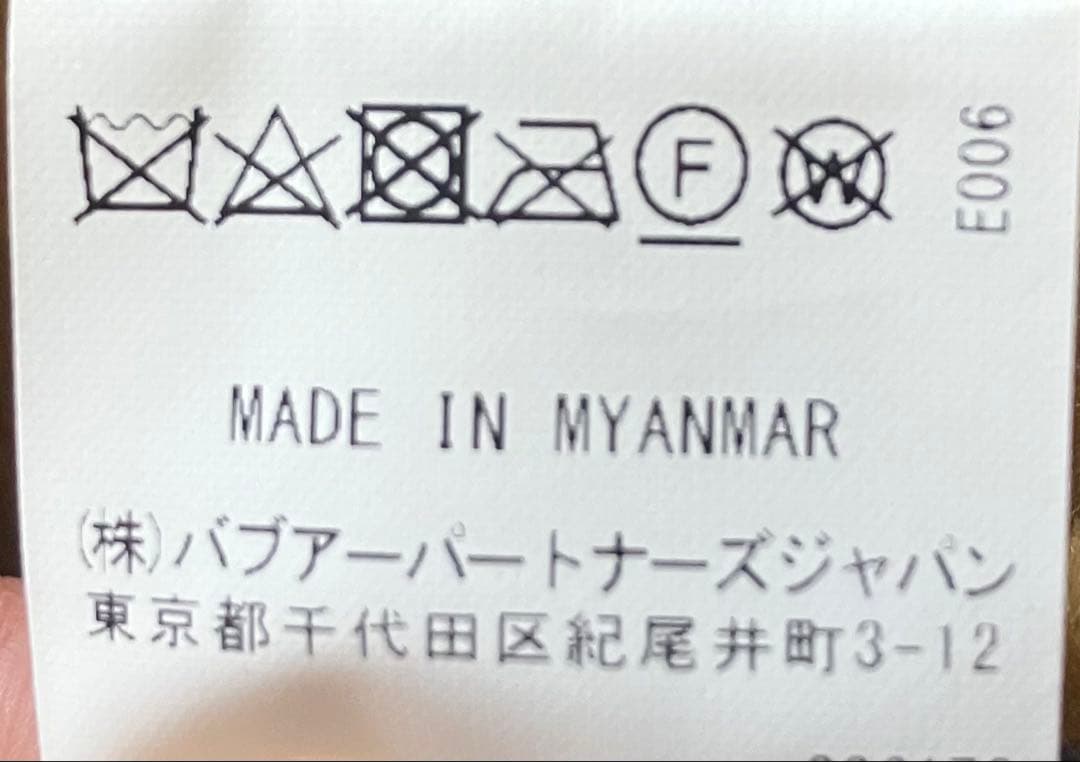 F
W
E006
MADE IN MYANMAR
(株)バブアーパートナーズジャパン
東京都千代田区紀尾井町3-12